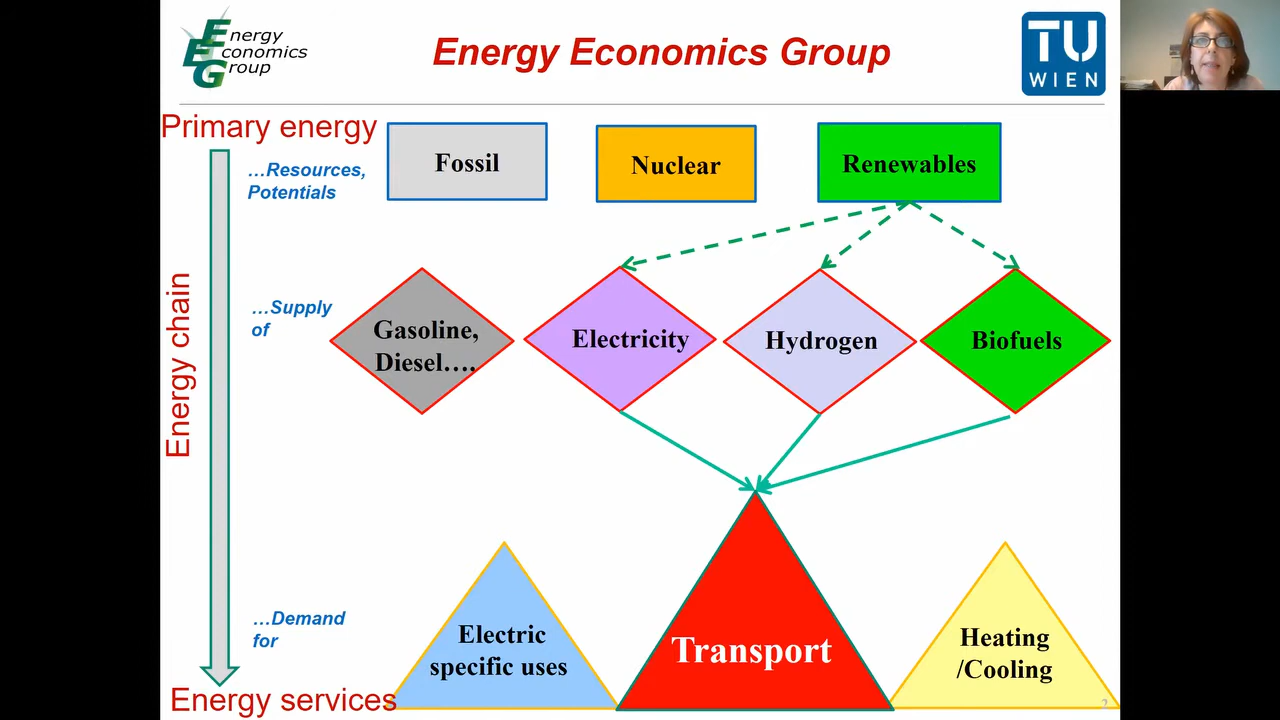 Energy
Economics
Group
Energy Economics Group
TU
WIEN
Primary energy
…Resources,
Potentials
Fossil
Nuclear
Renewables
Energy chain
…Supply
of
Gasoline,
Diesel….
Electricity
Hydrogen
Biofuels
…Demand
for
Electric
specific uses
Transport
Heating
/Cooling
Energy services
2